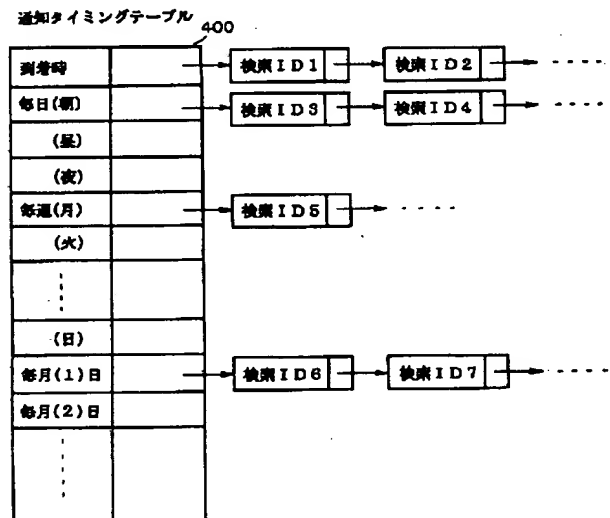 通知タイミングテーブル
400
到着時 検索ID1 検索ID2
毎日(朝) 検索ID3 検索ID4
(昼)
(夜)
毎週(月) 検索ID5
(火)
(日)
毎月(1)日 検索ID6 検索ID7
毎月(2)日